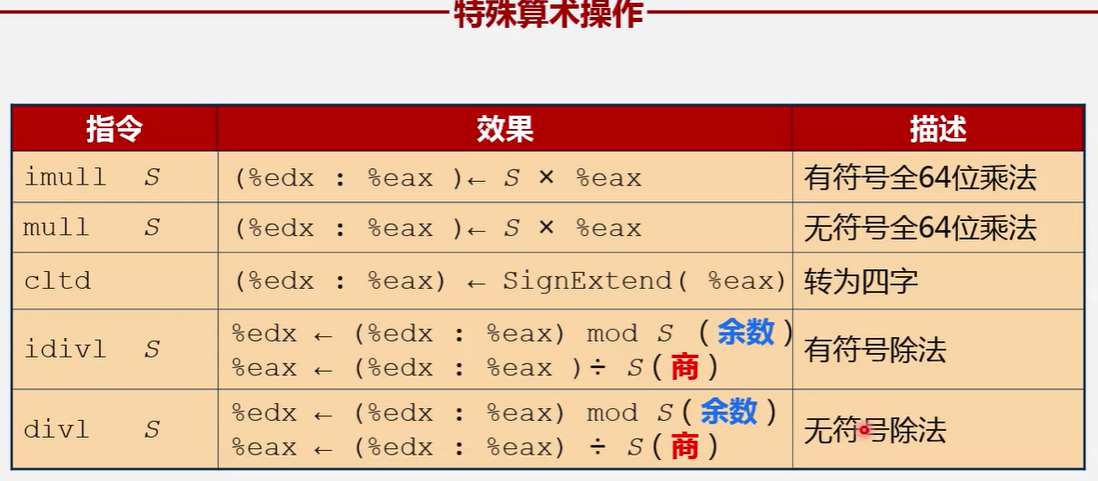 特殊算术操作
指令 效果 描述
imull S (%edx : %eax )← S × %eax 有符号全64位乘法
mull S (%edx : %eax )← S × %eax 无符号全64位乘法
cltd (%edx : %eax) ← SignExtend( %eax) 转为四字
idivl S %edx ← (%edx : %eax) mod S (余数) 有符号除法
%eax ← (%edx : %eax )÷ S(商)
divl S %edx ← (%edx : %eax) mod S(余数) 无符号除法
%eax ← (%edx : %eax) ÷ S(商)